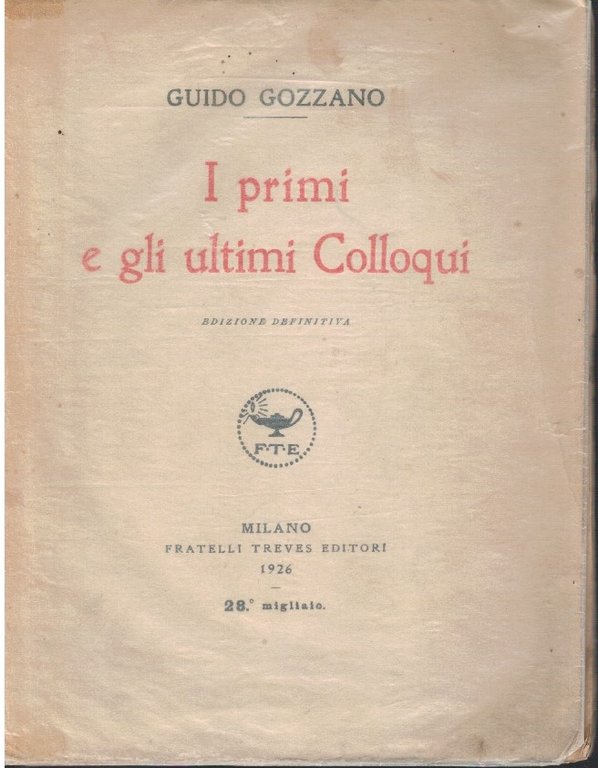 GUIDO GOZZANO
I primi
e gli ultimi Colloqui
EDIZIONE DEFINITIVA
F·T·E
MILANO
FRATELLI TREVES EDITORI
1926
28.° migliaio.